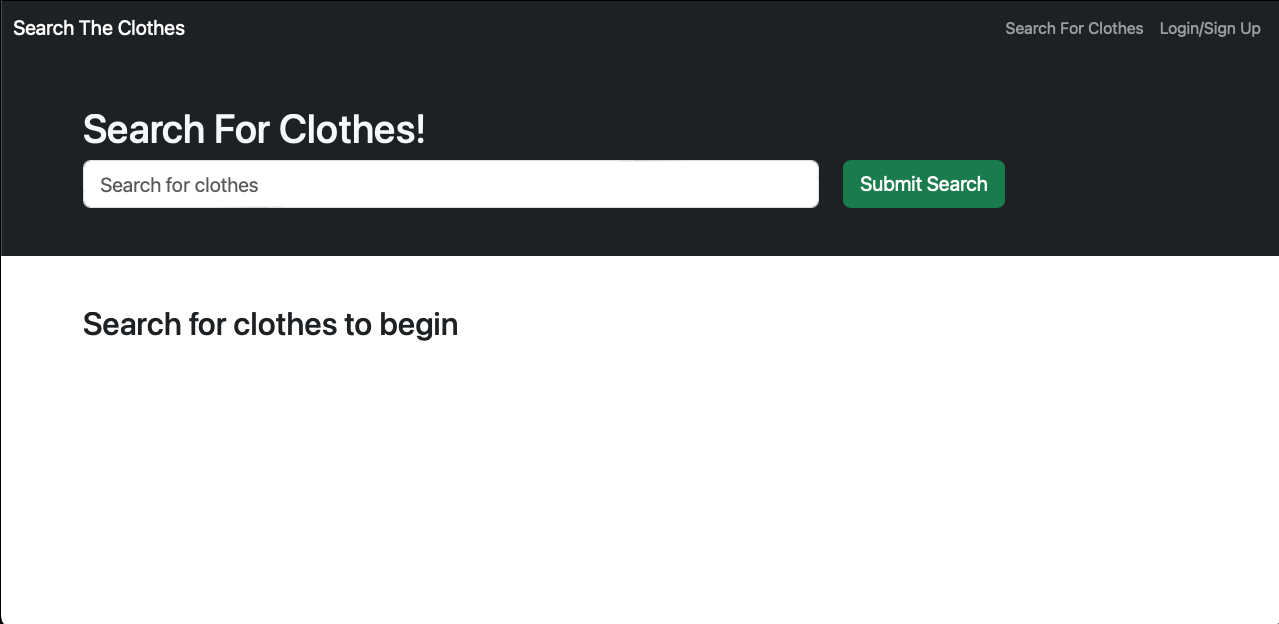 Search The Clothes
Search For Clothes
Login/Sign Up
Search For Clothes!
Search for clothes
Submit Search
Search for clothes to begin